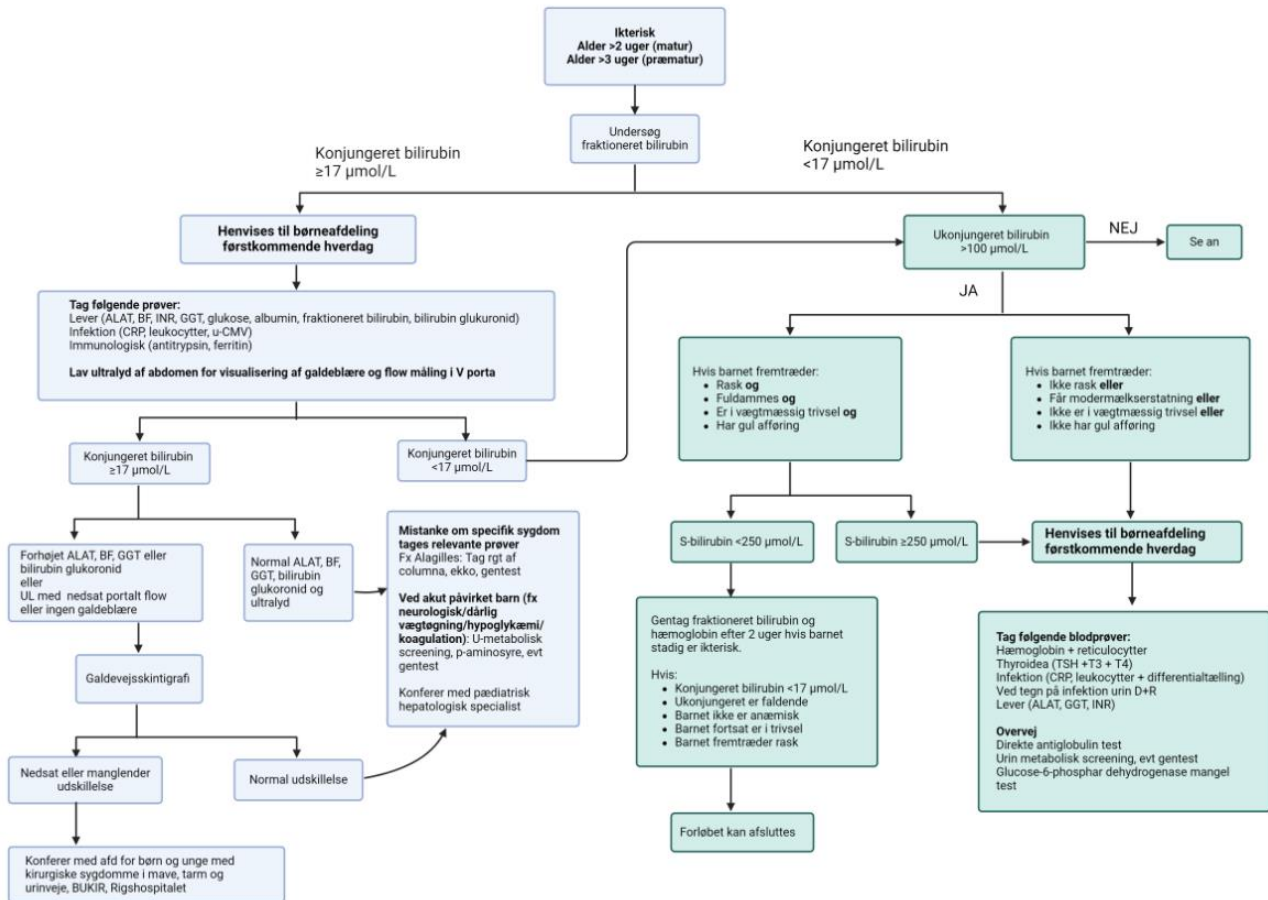 Ikterisk
Alder >2 uger (matur)
Alder >3 uger (præmatur)
Undersøg
fraktioneret bilirubin
Konjungeret bilirubin
≥17 µmol/L
Konjungeret bilirubin
<17 µmol/L
Henvises til børneafdeling
førstkommende hverdag
Ukonjungeret bilirubin
>100 µmol/L
NEJ
Se an
JA
Tag følgende prøver:
Lever (ALAT, BF, INR, GGT, glukose, albumin, fraktioneret bilirubin, bilirubin glukuronid)
Infektion (CRP, leukocytter, u-CMV)
Immunologisk (antitrypsin, ferritin)
Lav ultralyd af abdomen for visualisering af galdeblære og flow måling i V porta
Hvis barnet fremtræder:
• Rask og
• Fuldammes og
• Er i vægtmæssig trivsel og
• Har gul afføring
Hvis barnet fremtræder:
• Ikke rask eller
• Får modermælkserstatning eller
• Ikke er i vægtmæssig trivsel eller
• Ikke har gul afføring
Konjungeret bilirubin
≥17 µmol/L
Konjungeret bilirubin
<17 µmol/L
Forhøjet ALAT, BF, GGT eller
bilirubin glukoronid
eller
UL med nedsat portalt flow
eller ingen galdeblære
Normal ALAT, BF,
GGT, bilirubin
glukoronid og
ultralyd
Mistanke om specifik sygdom
tages relevante prøver
Fx Alagilles: Tag rgt af
columna, ekko, gentest
Ved akut påvirket barn (fx
neurologisk/dårlig
vægtøgning/hypoglykæmi/
koagulation): U-metabolisk
screening, p-aminosyre, evt
gentest
Konferer med pædiatrisk
hepatologisk specialist
S-bilirubin <250 µmol/L
S-bilirubin ≥250 µmol/L
Henvises til børneafdeling
førstkommende hverdag
Galdevejsskintigrafi
Gentag fraktioneret bilirubin og
hæmoglobin efter 2 uger hvis barnet
stadig er ikterisk.
Hvis:
• Konjungeret bilirubin <17 µmol/L
• Ukonjungeret er faldende
• Barnet ikke er anæmisk
• Barnet fortsat er i trivsel
• Barnet fremtræder rask
Tag følgende blodprøver:
Hæmoglobin + reticulocytter
Thyroidea (TSH +T3 + T4)
Infektion (CRP, leukocytter + differentialtælling)
Ved tegn på infektion urin D+R
Lever (ALAT, GGT, INR)
Overvej
Direkte antiglobulin test
Urin metabolisk screening, evt gentest
Glucose-6-phosphar dehydrogenase mangel
test
Nedsat eller manglender
udskillelse
Normal udskillelse
Forløbet kan afsluttes
Konferer med afd for børn og unge med
kirurgiske sygdomme i mave, tarm og
urinveje, BUKIR, Rigshospitalet